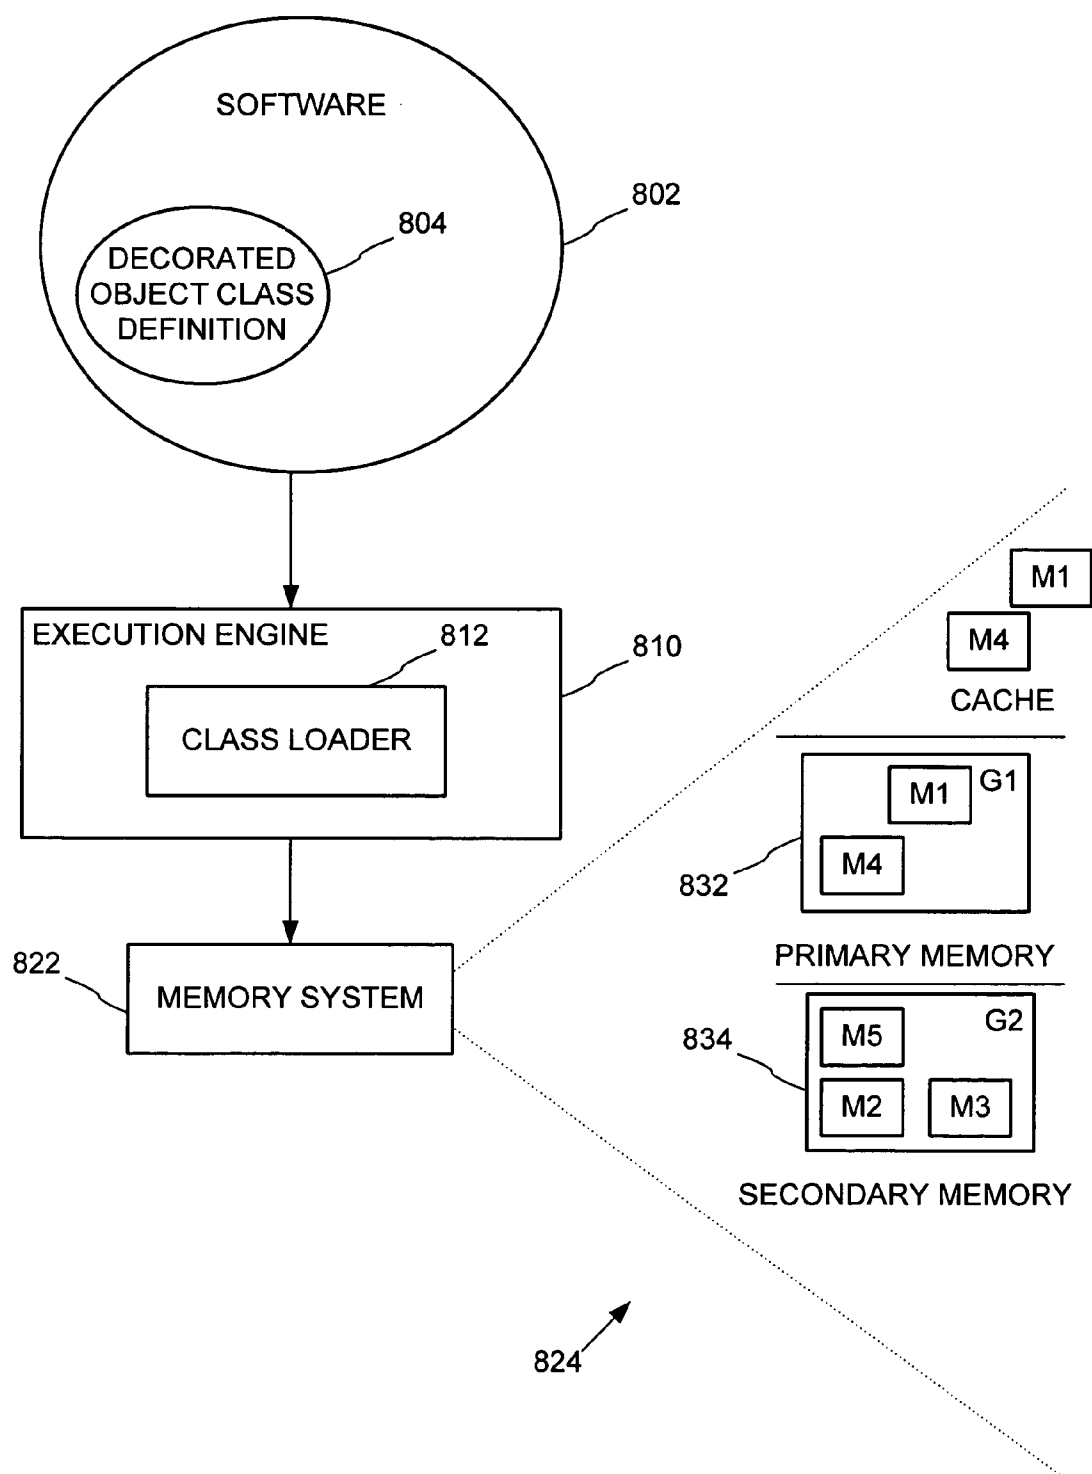 SOFTWARE
802
804
DECORATED
OBJECT CLASS
DEFINITION
M1
M4
CACHE
EXECUTION ENGINE
812
810
CLASS LOADER
G1
M1
M4
832
PRIMARY MEMORY
822
MEMORY SYSTEM
G2
M5
834
M2
M3
SECONDARY MEMORY
824